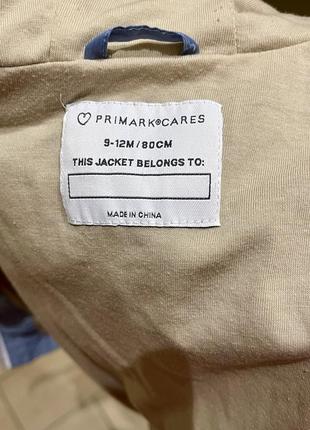 ♡ PRIMARK®CARES
9-12M/80CM
THIS JACKET BELONGS TO:
MADE IN CHINA